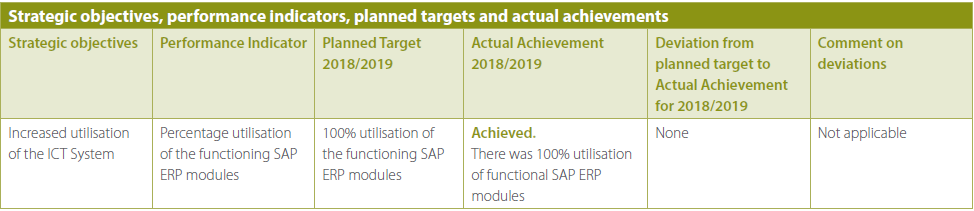 Strategic objectives, performance indicators, planned targets and actual achievements
Strategic objectives
Performance Indicator
Planned Target
2018/2019
Actual Achievement
2018/2019
Deviation from
planned target to
Actual Achievement
for 2018/2019
Comment on
deviations
Increased utilisation
of the ICT System
Percentage utilisation
of the functioning SAP
ERP modules
100% utilisation of
the functioning SAP
ERP modules
Achieved.
There was 100% utilisation
of functional SAP ERP
modules
None
Not applicable